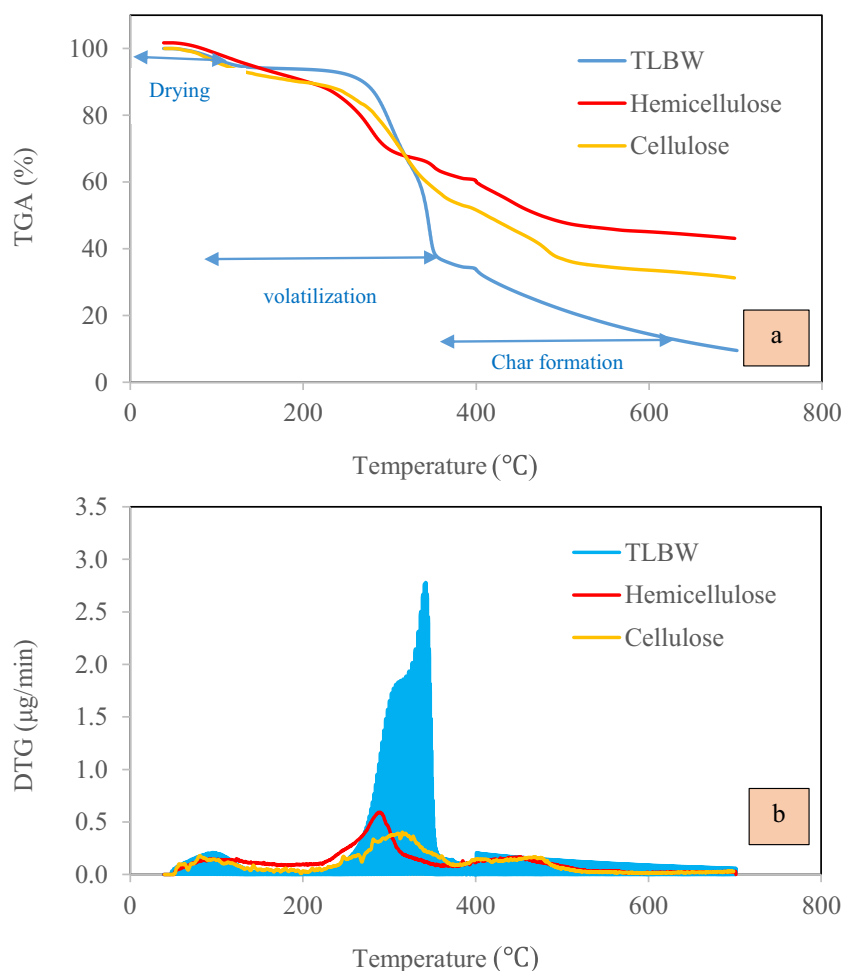 100
80
60
40
20
0
TGA (%)
Drying
volatilization
Char formation
TLBW
Hemicellulose
Cellulose
a
0
200
400
600
800
Temperature (℃)
3.5
3.0
2.5
2.0
1.5
1.0
0.5
0.0
DTG (µg/min)
TLBW
Hemicellulose
Cellulose
b
0
200
400
600
800
Temperature (℃)